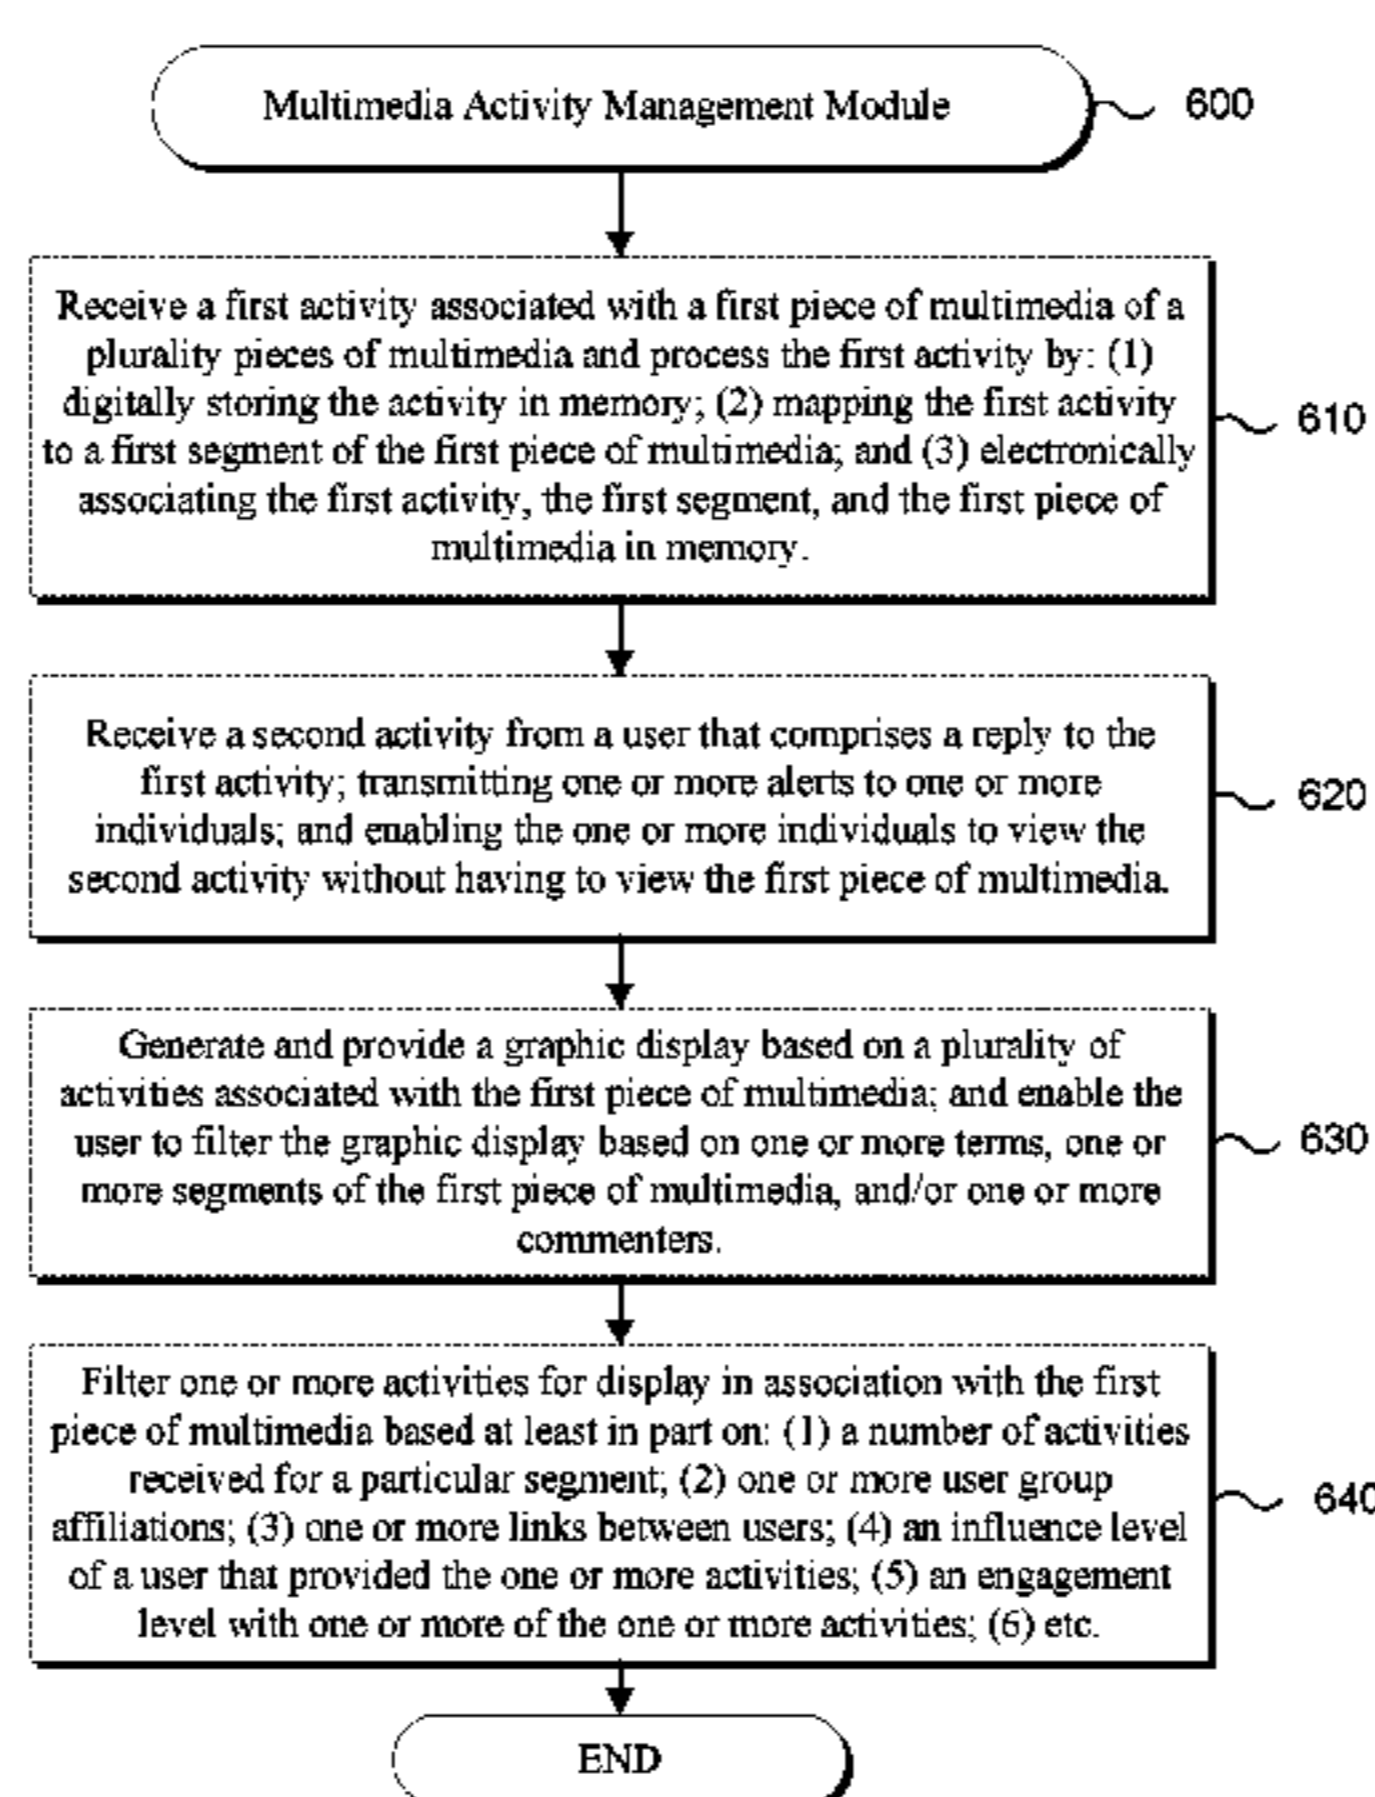 Multimedia Activity Management Module
600
Receive a first activity associated with a first piece of multimedia of a
plurality pieces of multimedia and process the first activity by: (1)
digitally storing the activity in memory; (2) mapping the first activity
to a first segment of the first piece of multimedia; and (3) electronically
associating the first activity, the first segment, and the first piece of
multimedia in memory.
610
Receive a second activity from a user that comprises a reply to the
first activity; transmitting one or more alerts to one or more
individuals; and enabling the one or more individuals to view the
second activity without having to view the first piece of multimedia.
620
Generate and provide a graphic display based on a plurality of
activities associated with the first piece of multimedia; and enable the
user to filter the graphic display based on one or more terms, one or
more segments of the first piece of multimedia, and/or one or more
commenters.
630
Filter one or more activities for display in association with the first
piece of multimedia based at least in part on: (1) a number of activities
received for a particular segment; (2) one or more user group
affiliations; (3) one or more links between users; (4) an influence level
of a user that provided the one or more activities; (5) an engagement
level with one or more of the one or more activities; (6) etc.
640
END